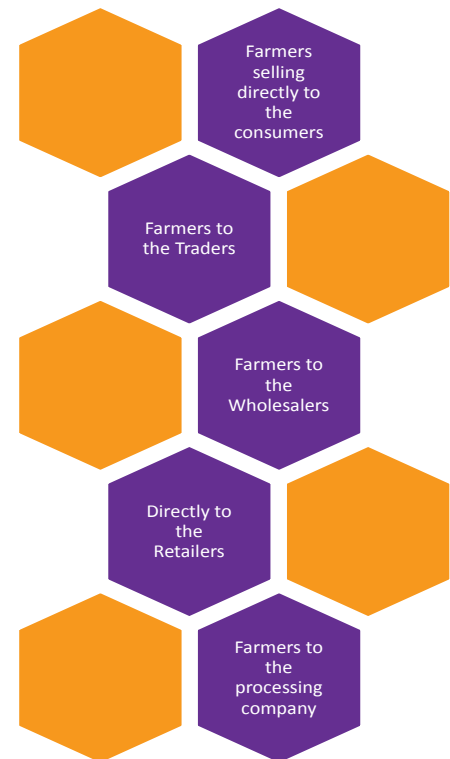 Farmers
selling
directly to
the
consumers
Farmers to
the Traders
Farmers to
the
Wholesalers
Directly to
the
Retailers
Farmers to
the
processing
company